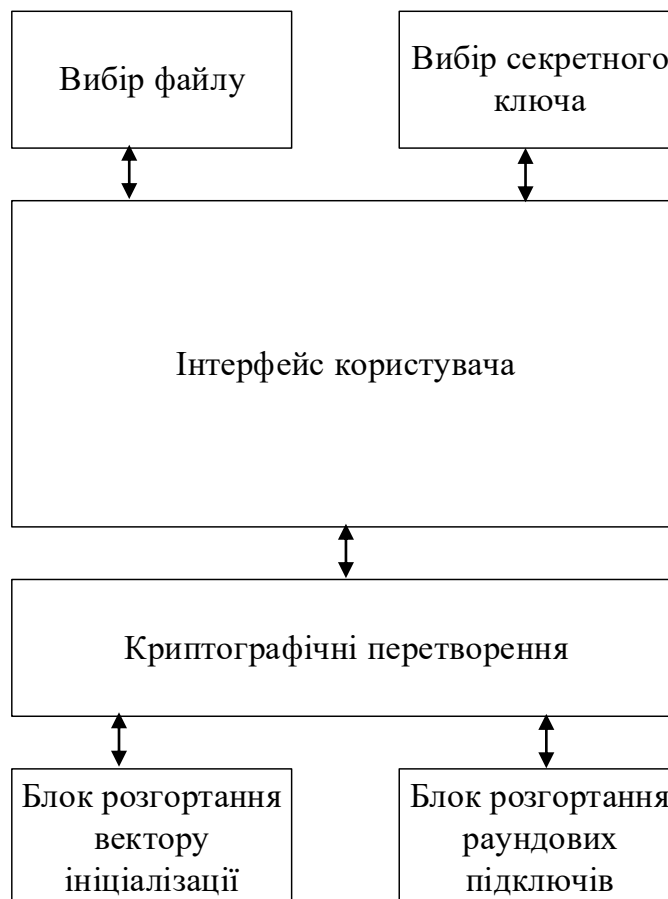 Вибір файлу
Вибір секретного
ключа
Інтерфейс користувача
Криптографічні перетворення
Блок розгортання
вектору
ініціалізації
Блок розгортання
раундових
підключів